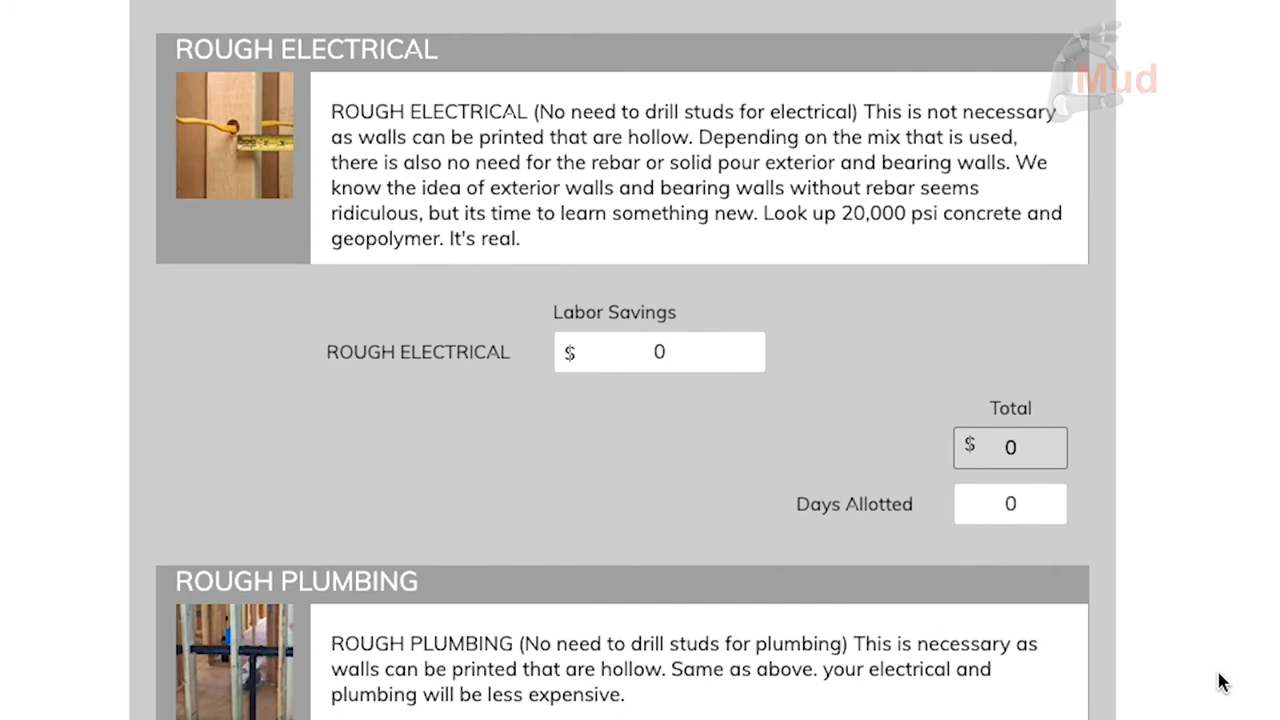 ROUGH ELECTRICAL
Mud
ROUGH ELECTRICAL (No need to drill studs for electrical) This is not necessary
as walls can be printed that are hollow. Depending on the mix that is used,
there is also no need for the rebar or solid pour exterior and bearing walls. We
know the idea of exterior walls and bearing walls without rebar seems
ridiculous, but its time to learn something new. Look up 20,000 psi concrete and
geopolymer. It's real.
Labor Savings
ROUGH ELECTRICAL $ 0
Total
$ 0
Days Allotted 0
ROUGH PLUMBING
ROUGH PLUMBING (No need to drill studs for plumbing) This is necessary as
walls can be printed that are hollow. Same as above. your electrical and
plumbing will be less expensive.